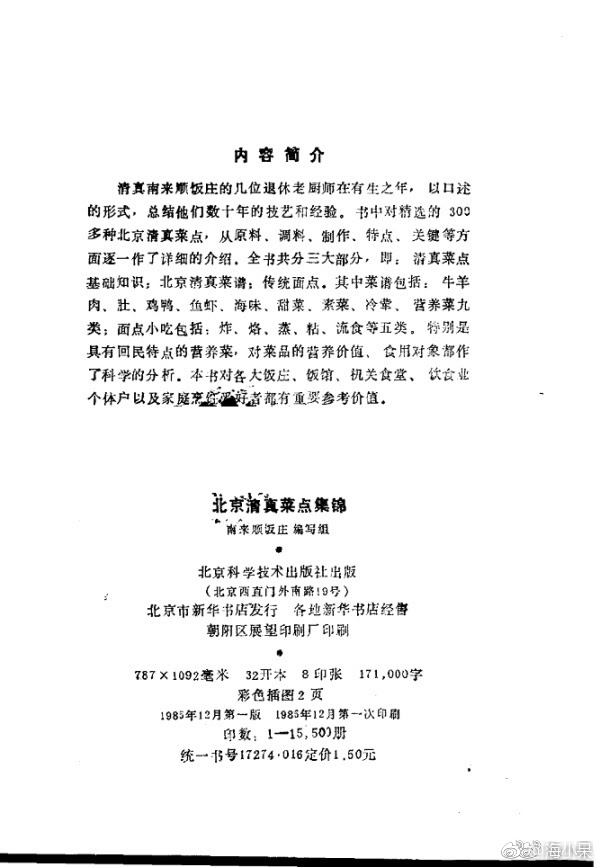 内容简介
清真南来顺饭庄的几位退休老厨师在有生之年，以口述
的形式，总结他们数十年的技艺和经验。书中对精选的 300
多种北京清真菜点，从原料、调料、制作、特点、关键等方
面逐一作了详细的介绍。全书共分三大部分，即：清真菜点
基础知识；北京清真菜谱；传统面点。其中菜谱包括：牛羊
肉、肚、鸡鸭、鱼虾、海味、甜菜、素菜、冷荤、营养菜九
类；面点小吃包括：炸、烙、蒸、粘、流食等五类。特别是
具有回民特点的营养菜，对菜品的营养价值、食用对象都作
了科学的分析。本书对各大饭庄、饭馆、机关食堂、饮食业
个体户以及家庭烹饪爱好者都有重要参考价值。
北京清真菜点集锦
南来顺饭庄 编写组
北京科学技术出版社出版
（北京西直门外南路19号）
北京市新华书店发行 各地新华书店经售
朝阳区展望印刷厂印刷
787×1092毫米 32开本 8印张 171,000字
彩色插图2页
1985年12月第一版 1985年12月第一次印刷
印数：1—15,500册
统一书号17274·016定价1.50元
海小果